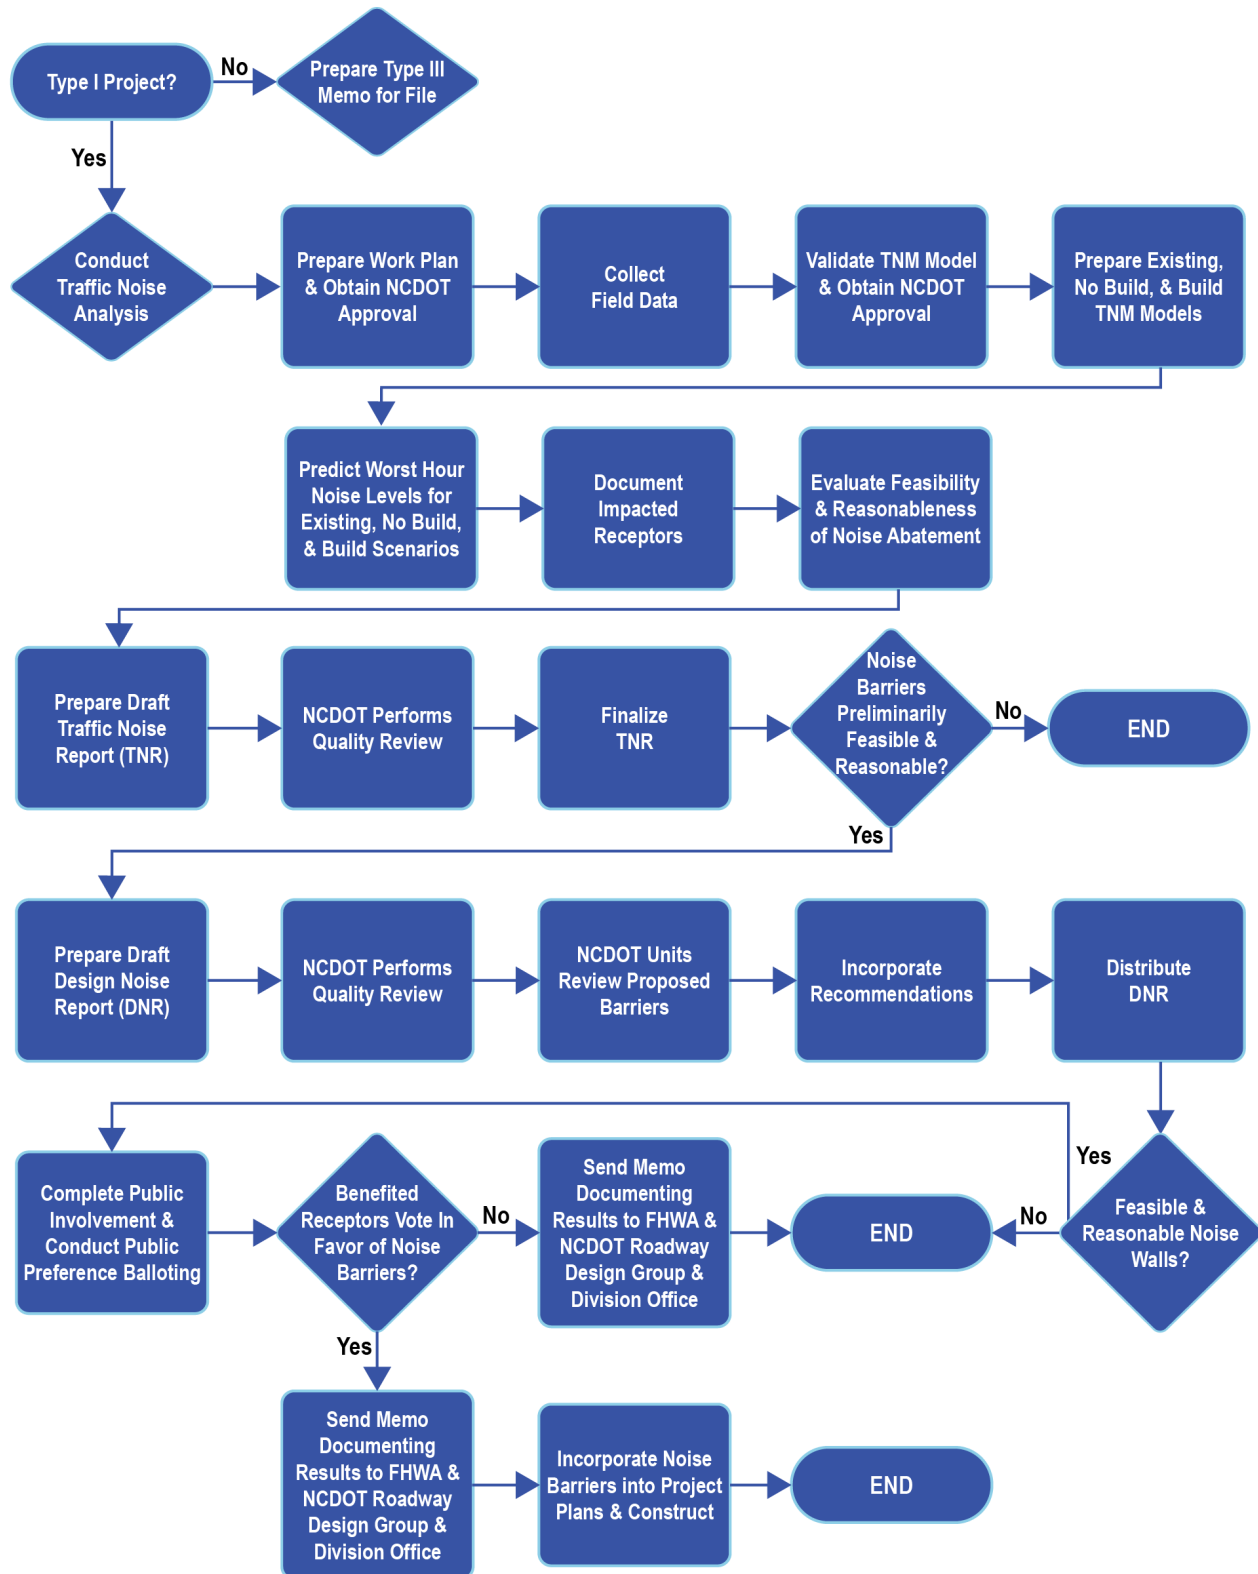 Type I Project?
No
Prepare Type III
Memo for File
Yes
Conduct
Traffic Noise
Analysis
Prepare Work Plan
& Obtain NCDOT
Approval
Collect
Field Data
Validate TNM Model
& Obtain NCDOT
Approval
Prepare Existing,
No Build, & Build
TNM Models
Predict Worst Hour
Noise Levels for
Existing, No Build,
& Build Scenarios
Document
Impacted
Receptors
Evaluate Feasibility
& Reasonableness
of Noise Abatement
Prepare Draft
Traffic Noise
Report (TNR)
NCDOT Performs
Quality Review
Finalize
TNR
Noise
Barriers
Preliminarily
Feasible &
Reasonable?
No
END
Yes
Prepare Draft
Design Noise
Report (DNR)
NCDOT Performs
Quality Review
NCDOT Units
Review Proposed
Barriers
Incorporate
Recommendations
Distribute
DNR
Yes
Feasible &
Reasonable Noise
Walls?
No
END
Complete Public
Involvement &
Conduct Public
Preference Balloting
Benefited
Receptors Vote In
Favor of Noise
Barriers?
No
Send Memo
Documenting
Results to FHWA &
NCDOT Roadway
Design Group &
Division Office
Yes
Send Memo
Documenting
Results to FHWA &
NCDOT Roadway
Design Group &
Division Office
Incorporate Noise
Barriers into Project
Plans & Construct
END